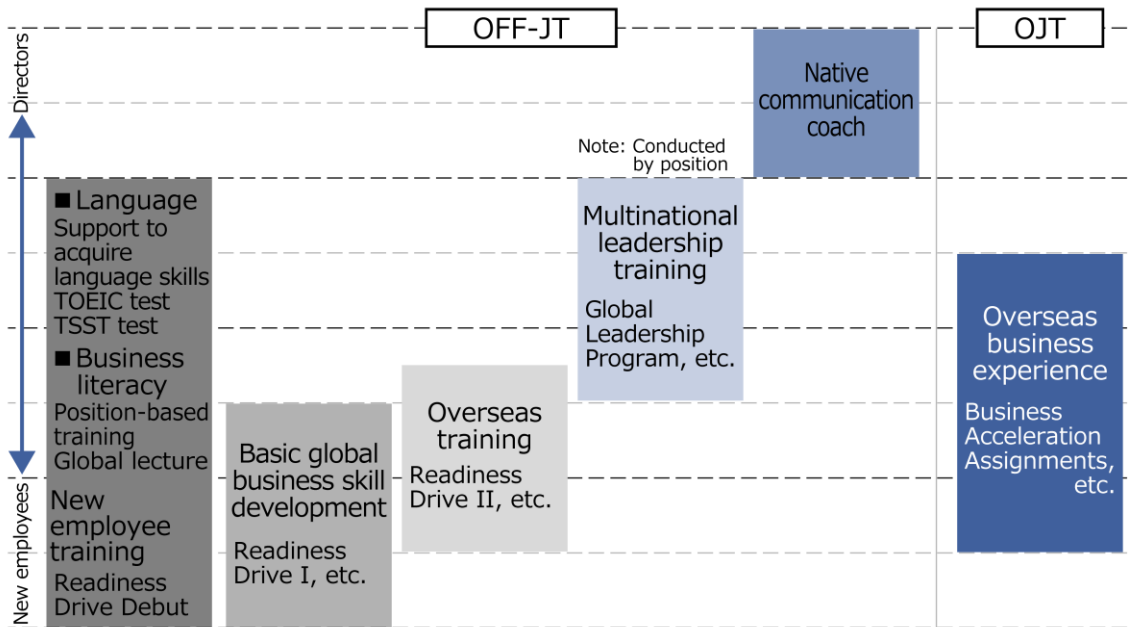 OFF-JT
OJT
Directors
New employees
■ Language
Support to
acquire
language skills
TOEIC test
TSST test
■ Business
literacy
Position-based
training
Global lecture
New
employee
training
Readiness
Drive Debut
Basic global
business skill
development
Readiness
Drive I, etc.
Overseas
training
Readiness
Drive II, etc.
Note: Conducted
by position
Multinational
leadership
training
Global
Leadership
Program, etc.
Native
communication
coach
Overseas
business
experience
Business
Acceleration
Assignments,
etc.